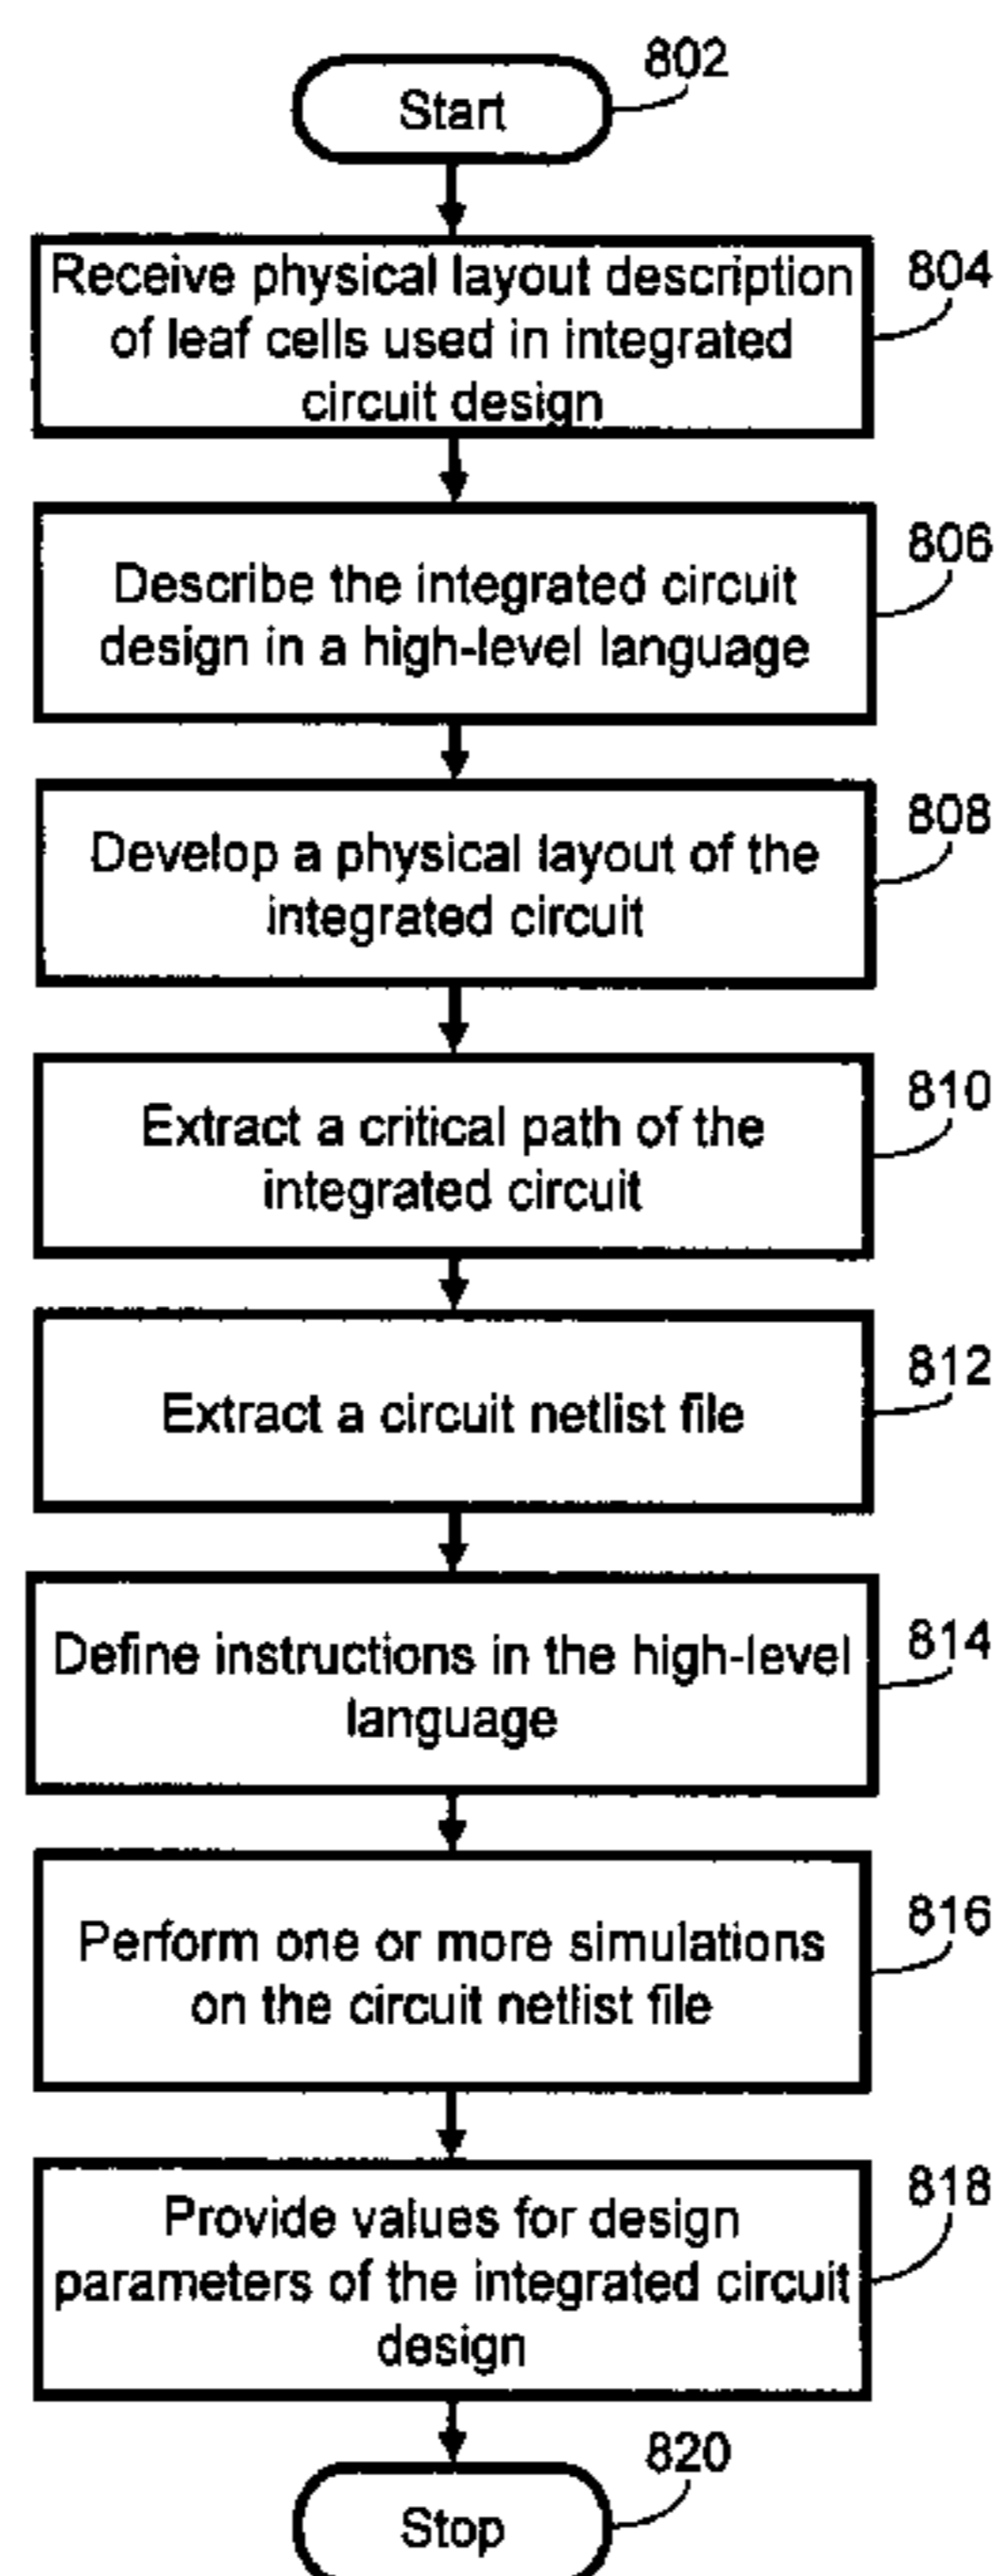 802
Start
804
Receive physical layout description
of leaf cells used in integrated
circuit design
806
Describe the integrated circuit
design in a high-level language
808
Develop a physical layout of the
integrated circuit
810
Extract a critical path of the
integrated circuit
812
Extract a circuit netlist file
814
Define instructions in the high-level
language
816
Perform one or more simulations
on the circuit netlist file
818
Provide values for design
parameters of the integrated circuit
design
820
Stop